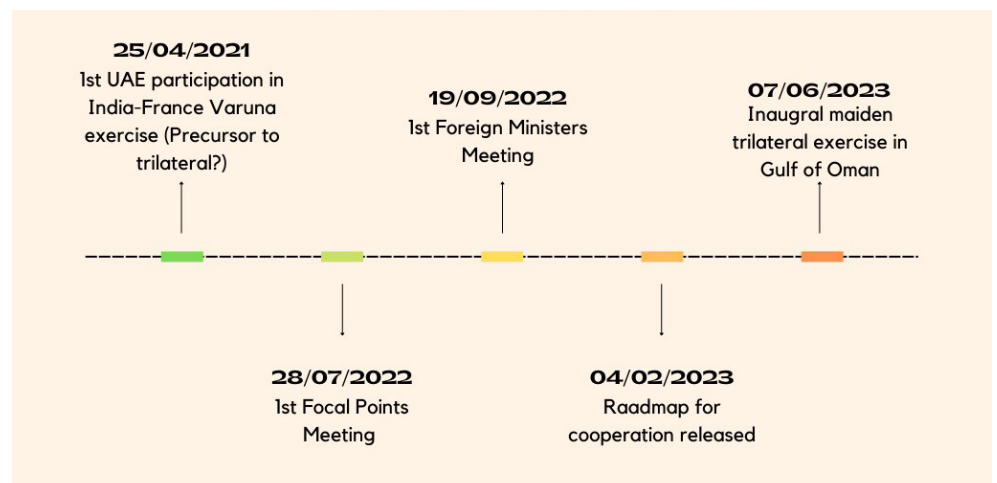 25/04/2021
1st UAE participation in
India-France Varuna
exercise (Precursor to
trilateral?)
28/07/2022
1st Focal Points
Meeting
19/09/2022
1st Foreign Ministers
Meeting
04/02/2023
Raadmap for
cooperation released
07/06/2023
Inaugral maiden
trilateral exercise in
Gulf of Oman